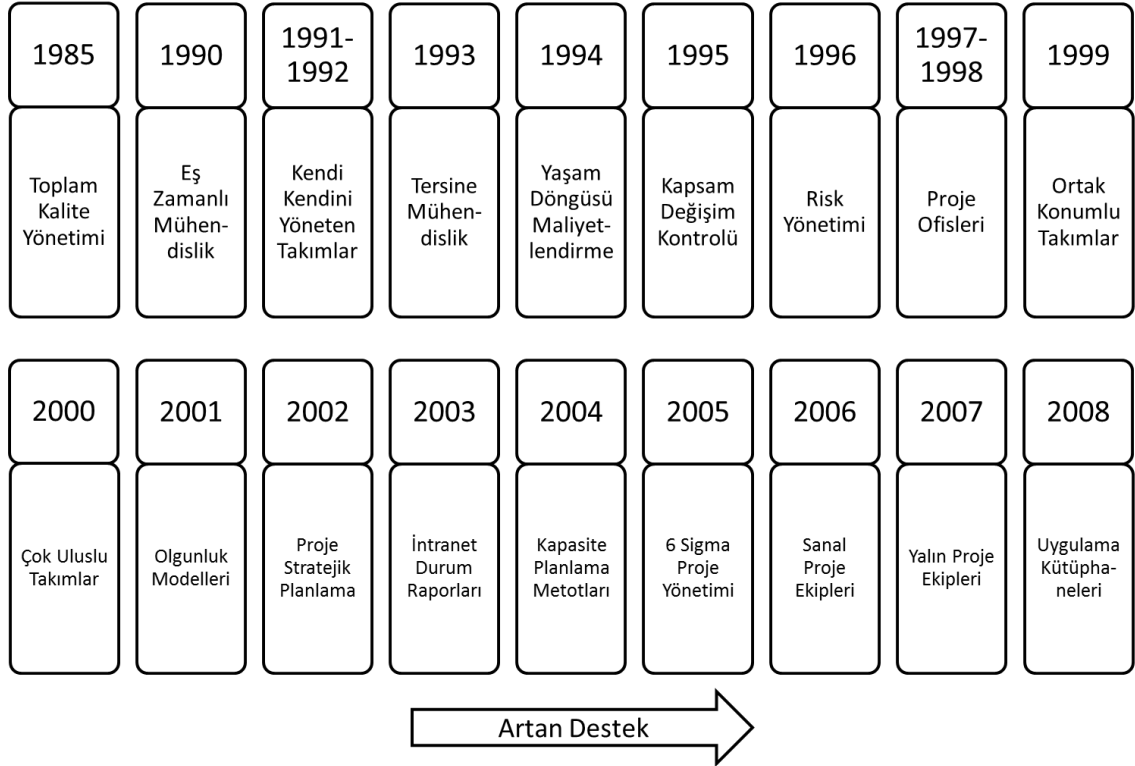 1985
1990
1991-
1992
1993
1994
1995
1996
1997-
1998
1999
Toplam
Kalite
Yönetimi
Eş
Zamanlı
Mühen-
dislik
Kendi
Kendini
Yöneten
Takımlar
Tersine
Mühen-
dislik
Yaşam
Döngüsü
Maliyet-
lendirme
Kapsam
Değişim
Kontrolü
Risk
Yönetimi
Proje
Ofisleri
Ortak
Konumlu
Takımlar
2000
2001
2002
2003
2004
2005
2006
2007
2008
Çok Uluslu
Takımlar
Olgunluk
Modelleri
Proje
Stratejik
Planlama
İntranet
Durum
Raporları
Kapasite
Planlama
Metotları
6 Sigma
Proje
Yönetimi
Sanal
Proje
Ekipleri
Yalın Proje
Ekipleri
Uygulama
Kütüpha-
neleri
Artan Destek